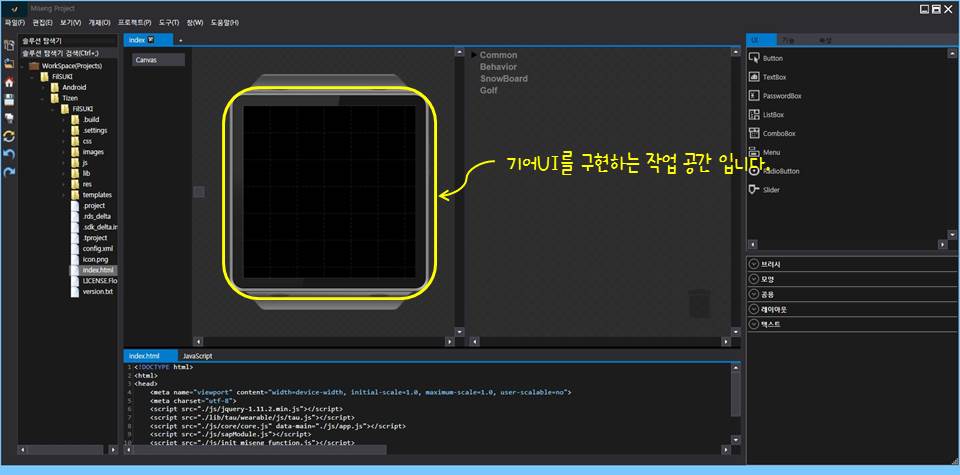 Miseng Project
파일(F) 편집(E) 보기(V) 개체(O) 프로젝트(P) 도구(T) 창(W) 도움말(H)
솔루션 탐색기
솔루션 탐색기 검색(Ctrl+;)
WorkSpace(Projects)
FilSUKI
Android
Tizen
FilSUKI
.build
.settings
css
images
js
lib
res
templates
.project
.rds_delta
.sdk_delta.in
.tproject
config.xml
icon.png
index.html
LICENSE.Flo
version.txt
index
+
Canvas
Common
Behavior
SnowBoard
Golf
기어UI를 구현하는 작업 공간 입니다.
UI 기능 속성
Button
TextBox
PasswordBox
ListBox
ComboBox
Menu
RadioButton
Slider
브러시
모양
공용
레이아웃
텍스트
index.html JavaScript
1 <!DOCTYPE html>
2 <html>
3 <head>
4 <meta name="viewport" content="width=device-width, initial-scale=1.0, maximum-scale=1.0, user-scalable=no">
5 <meta charset="utf-8">
6 <script src="./js/jquery-1.11.2.min.js"></script>
7 <script src="./lib/tau/wearable/js/tau.js"></script>
8 <script src="./js/core/core.js" data-main="./js/app.js"></script>
9 <script src="./js/sapModule.js"></script>
10 <script src="./js/init_miseng_function.js"></script>